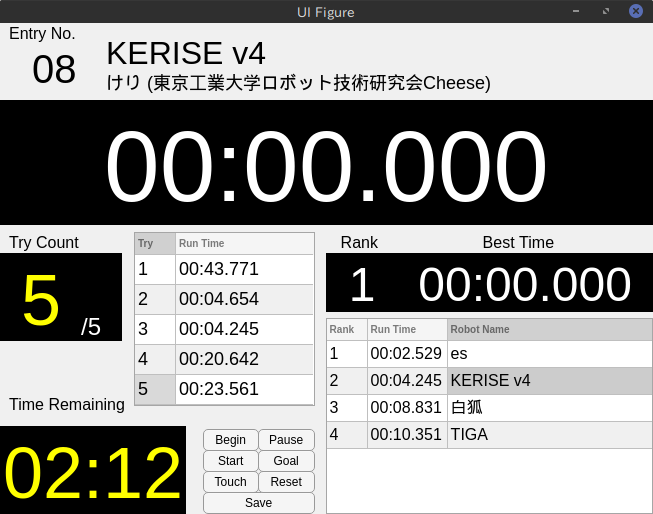 UI Figure
Entry No.
08
KERISE v4
けり (東京工業大学ロボット技術研究会Cheese)
00:00.000
Try Count
5 /5
Try Run Time
1 00:43.771
2 00:04.654
3 00:04.245
4 00:20.642
5 00:23.561
Rank Best Time
1 00:00.000
Rank Run Time Robot Name
1 00:02.529 es
2 00:04.245 KERISE v4
3 00:08.831 白狐
4 00:10.351 TIGA
Time Remaining
02:12
Begin Pause
Start Goal
Touch Reset
Save